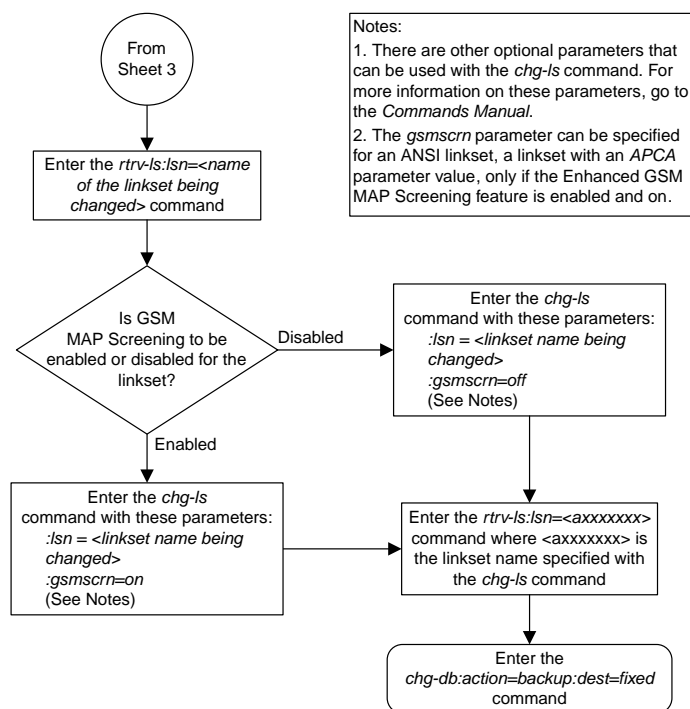 From
Sheet 3
Notes:
1. There are other optional parameters that
can be used with the chg-ls command. For
more information on these parameters, go to
the Commands Manual.
2. The gsmscrn parameter can be specified
for an ANSI linkset, a linkset with an APCA
parameter value, only if the Enhanced GSM
MAP Screening feature is enabled and on.
Enter the rtrv-ls:lsn=<name
of the linkset being
changed> command
Is GSM
MAP Screening to be
enabled or disabled for the
linkset?
Disabled
Enter the chg-ls
command with these parameters:
:lsn = <linkset name being
changed>
:gsmscrn=off
(See Notes)
Enabled
Enter the chg-ls
command with these parameters:
:lsn = <linkset name being
changed>
:gsmscrn=on
(See Notes)
Enter the rtrv-ls:lsn=<axxxxxxx>
command where <axxxxxxx> is
the linkset name specified with
the chg-ls command
Enter the
chg-db:action=backup:dest=fixed
command